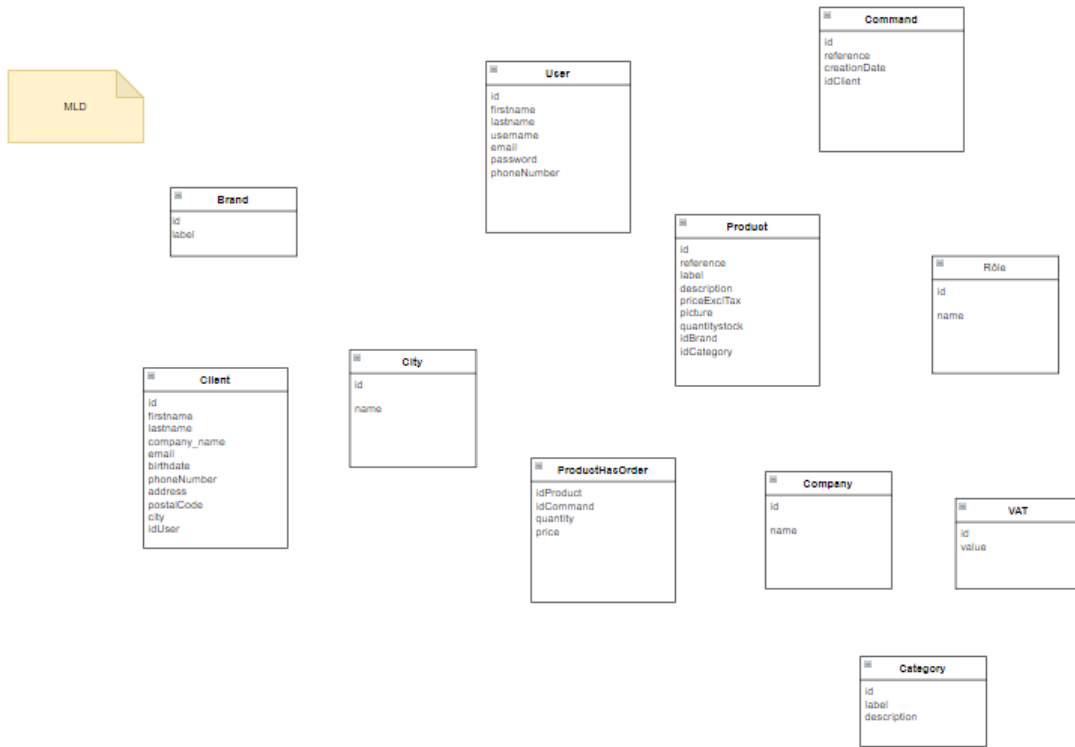 MLD
Command
id
reference
creationDate
idClient
User
id
firstname
lastname
username
email
password
phoneNumber
Brand
id
label
Product
id
reference
label
description
priceExclTax
picture
quantitystock
idBrand
idCategory
Rôle
id
name
City
id
name
Client
id
firstname
lastname
company_name
email
birthdate
phoneNumber
address
postalCode
city
idUser
ProductHasOrder
idProduct
idCommand
quantity
price
Company
id
name
VAT
id
value
Category
id
label
description